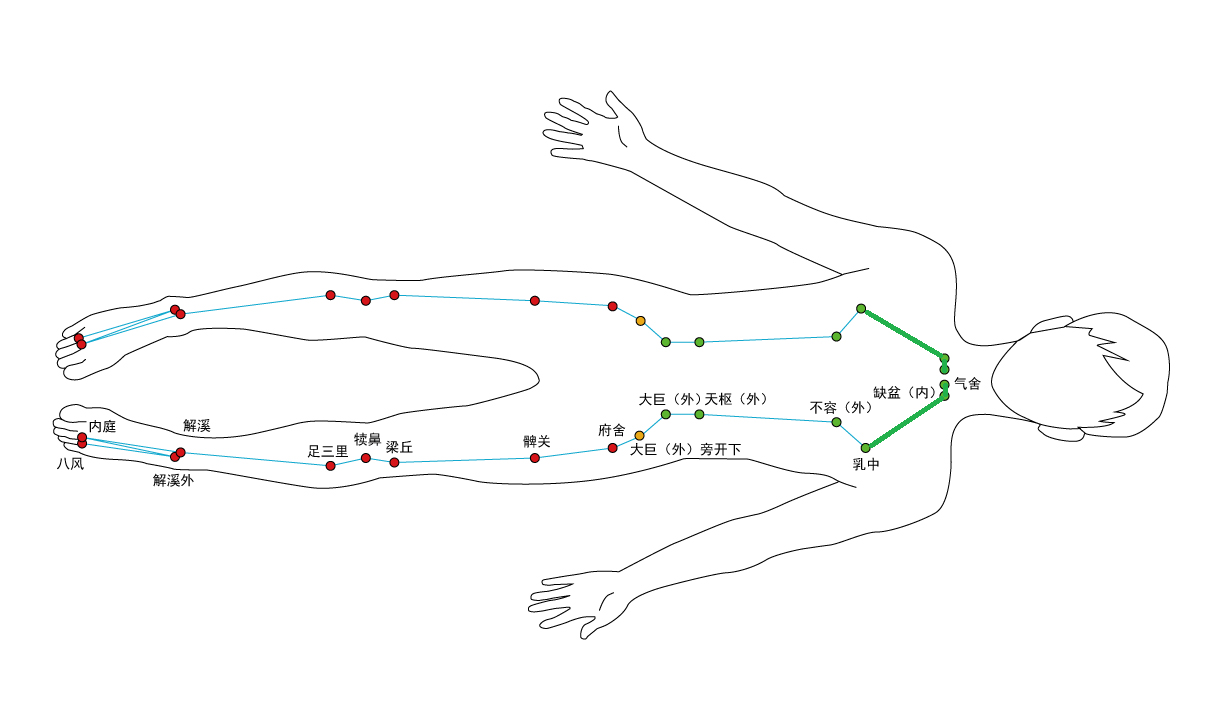 气舍
缺盆（内）
大巨（外）
天枢（外）
不容（外）
内庭
解溪
府舍
足三里
犊鼻
梁丘
髀关
大巨（外）旁开下
八风
乳中
解溪外